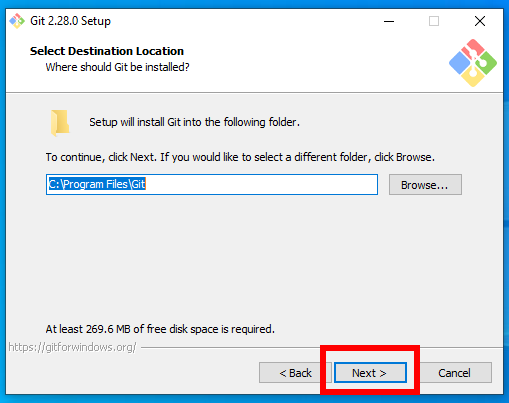 Git 2.28.0 Setup
Select Destination Location
Where should Git be installed?
Setup will install Git into the following folder.
To continue, click Next. If you would like to select a different folder, click Browse.
C:\Program Files\Git
Browse...
At least 269.6 MB of free disk space is required.
https://gitforwindows.org/
< Back
Next >
Cancel